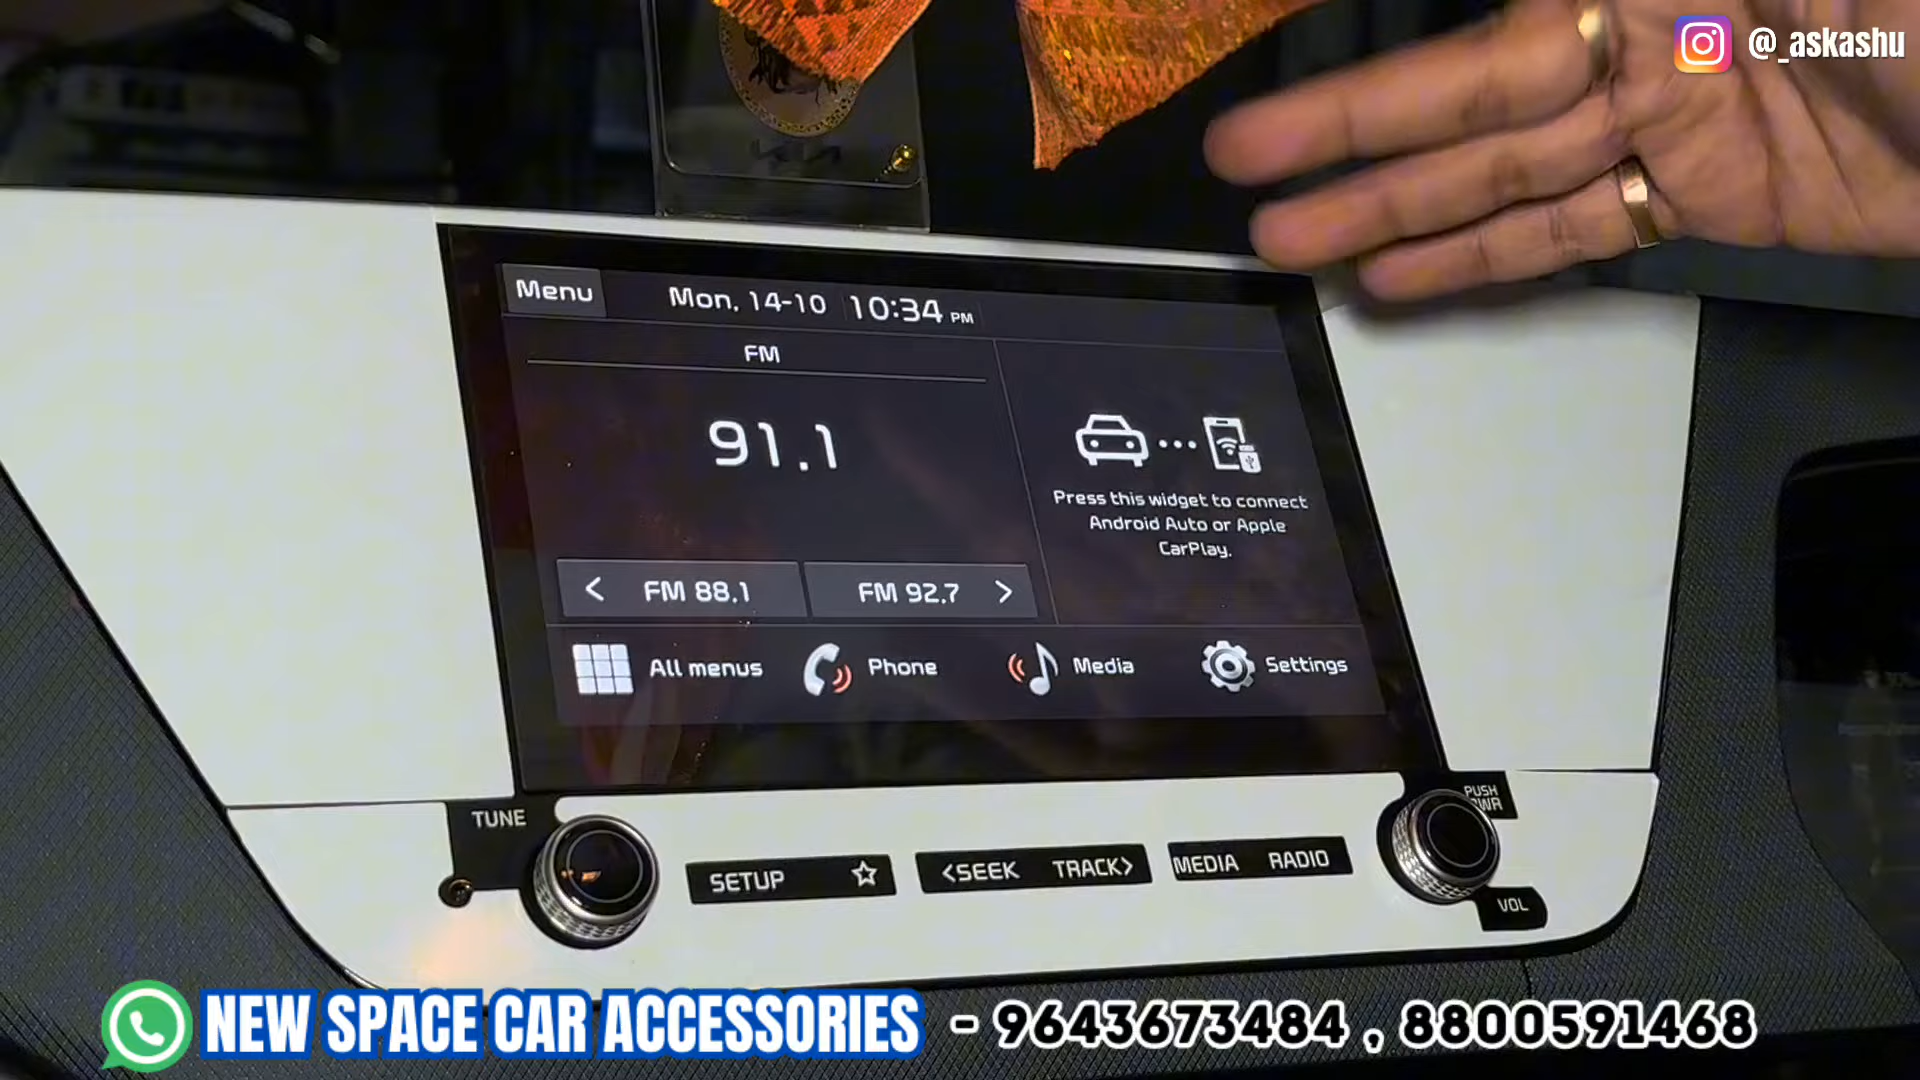 @_askashu
KIA
Menu
Mon, 14-10 10:34 PM
FM
91.1
Press this widget to connect
Android Auto or Apple
CarPlay.
< FM 88.1
FM 92.7 >
All menus
Phone
Media
Settings
TUNE
PUSH
PWR
SETUP
<SEEK TRACK>
MEDIA RADIO
VOL
NEW SPACE CAR ACCESSORIES - 9643673484 , 8800591468